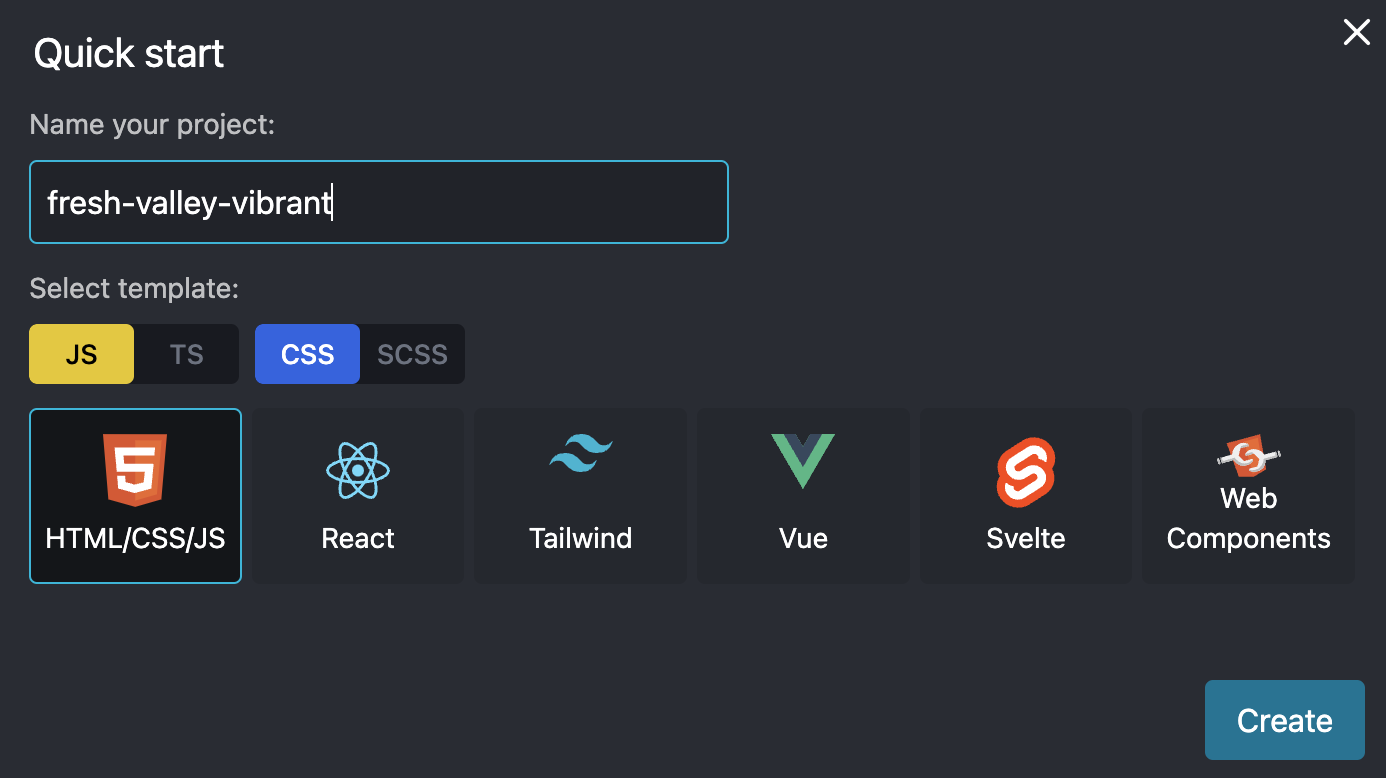 Quick start
Name your project:
fresh-valley-vibrant
Select template:
JS TS CSS SCSS
HTML/CSS/JS
React
Tailwind
Vue
Svelte
Web
Components
Create